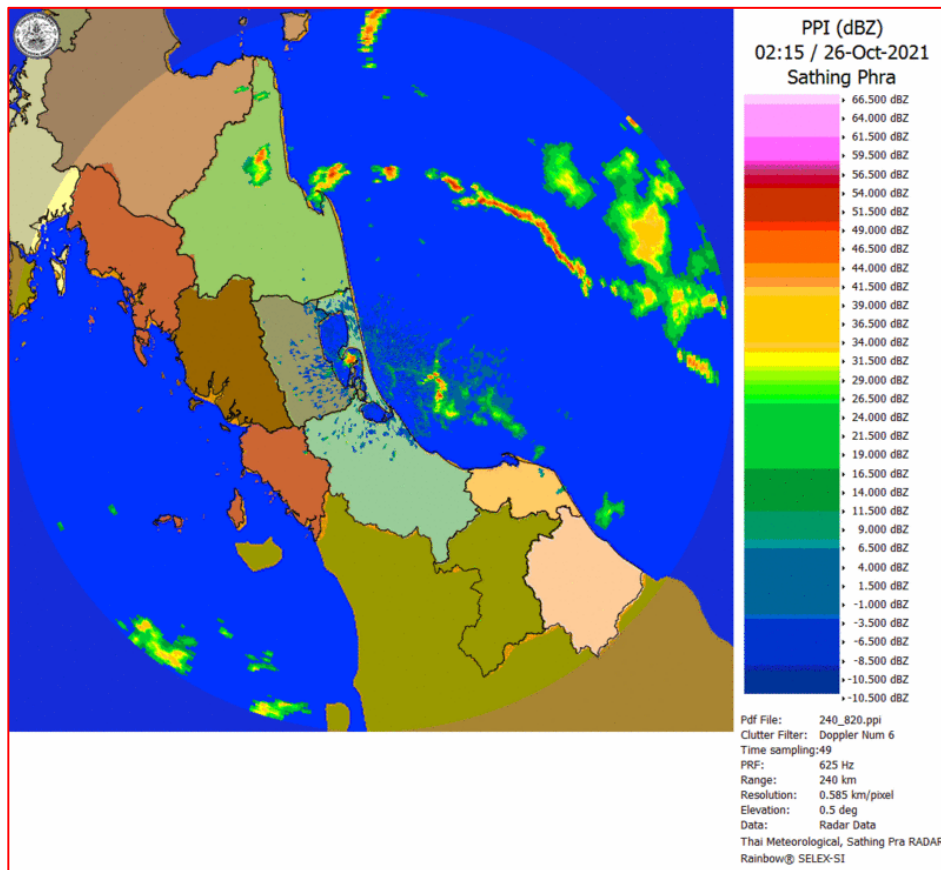 PPI (dBZ)
02:15 / 26-Oct-2021
Sathing Phra
66.500 dBZ
64.000 dBZ
61.500 dBZ
59.500 dBZ
56.500 dBZ
54.000 dBZ
51.500 dBZ
49.000 dBZ
46.500 dBZ
44.000 dBZ
41.500 dBZ
39.000 dBZ
36.500 dBZ
34.000 dBZ
31.500 dBZ
29.000 dBZ
26.500 dBZ
24.000 dBZ
21.500 dBZ
19.000 dBZ
16.500 dBZ
14.000 dBZ
11.500 dBZ
9.000 dBZ
6.500 dBZ
4.000 dBZ
1.500 dBZ
-1.000 dBZ
-3.500 dBZ
-6.500 dBZ
-8.500 dBZ
-10.500 dBZ
-10.500 dBZ
Pdf File: 240_820.ppi
Clutter Filter: Doppler Num 6
Time sampling:49
PRF: 625 Hz
Range: 240 km
Resolution: 0.585 km/pixel
Elevation: 0.5 deg
Data: Radar Data
Thai Meteorological, Sathing Pra RADAR
Rainbow® SELEX-SI